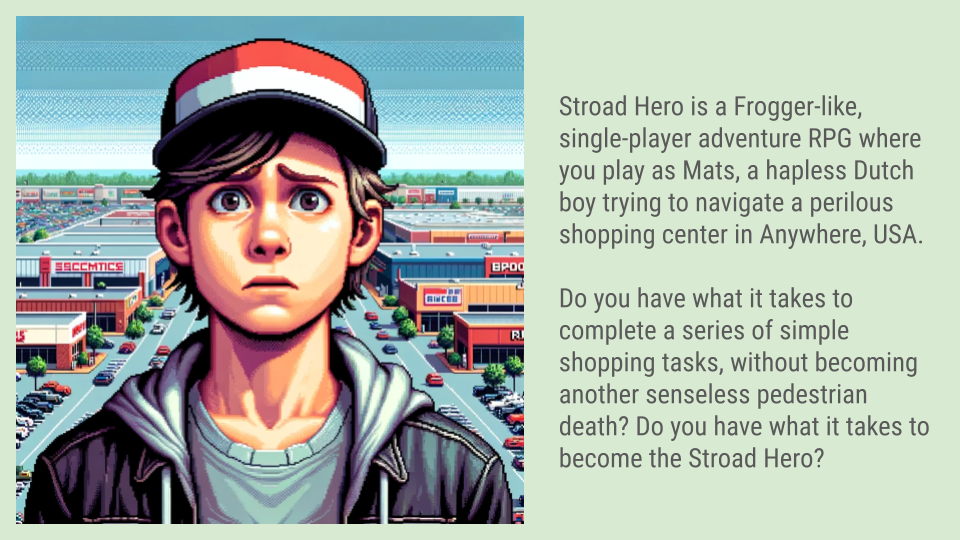 Stroad Hero is a Frogger-like,
single-player adventure RPG where
you play as Mats, a hapless Dutch
boy trying to navigate a perilous
shopping center in Anywhere, USA.
Do you have what it takes to
complete a series of simple
shopping tasks, without becoming
another senseless pedestrian
death? Do you have what it takes to
become the Stroad Hero?